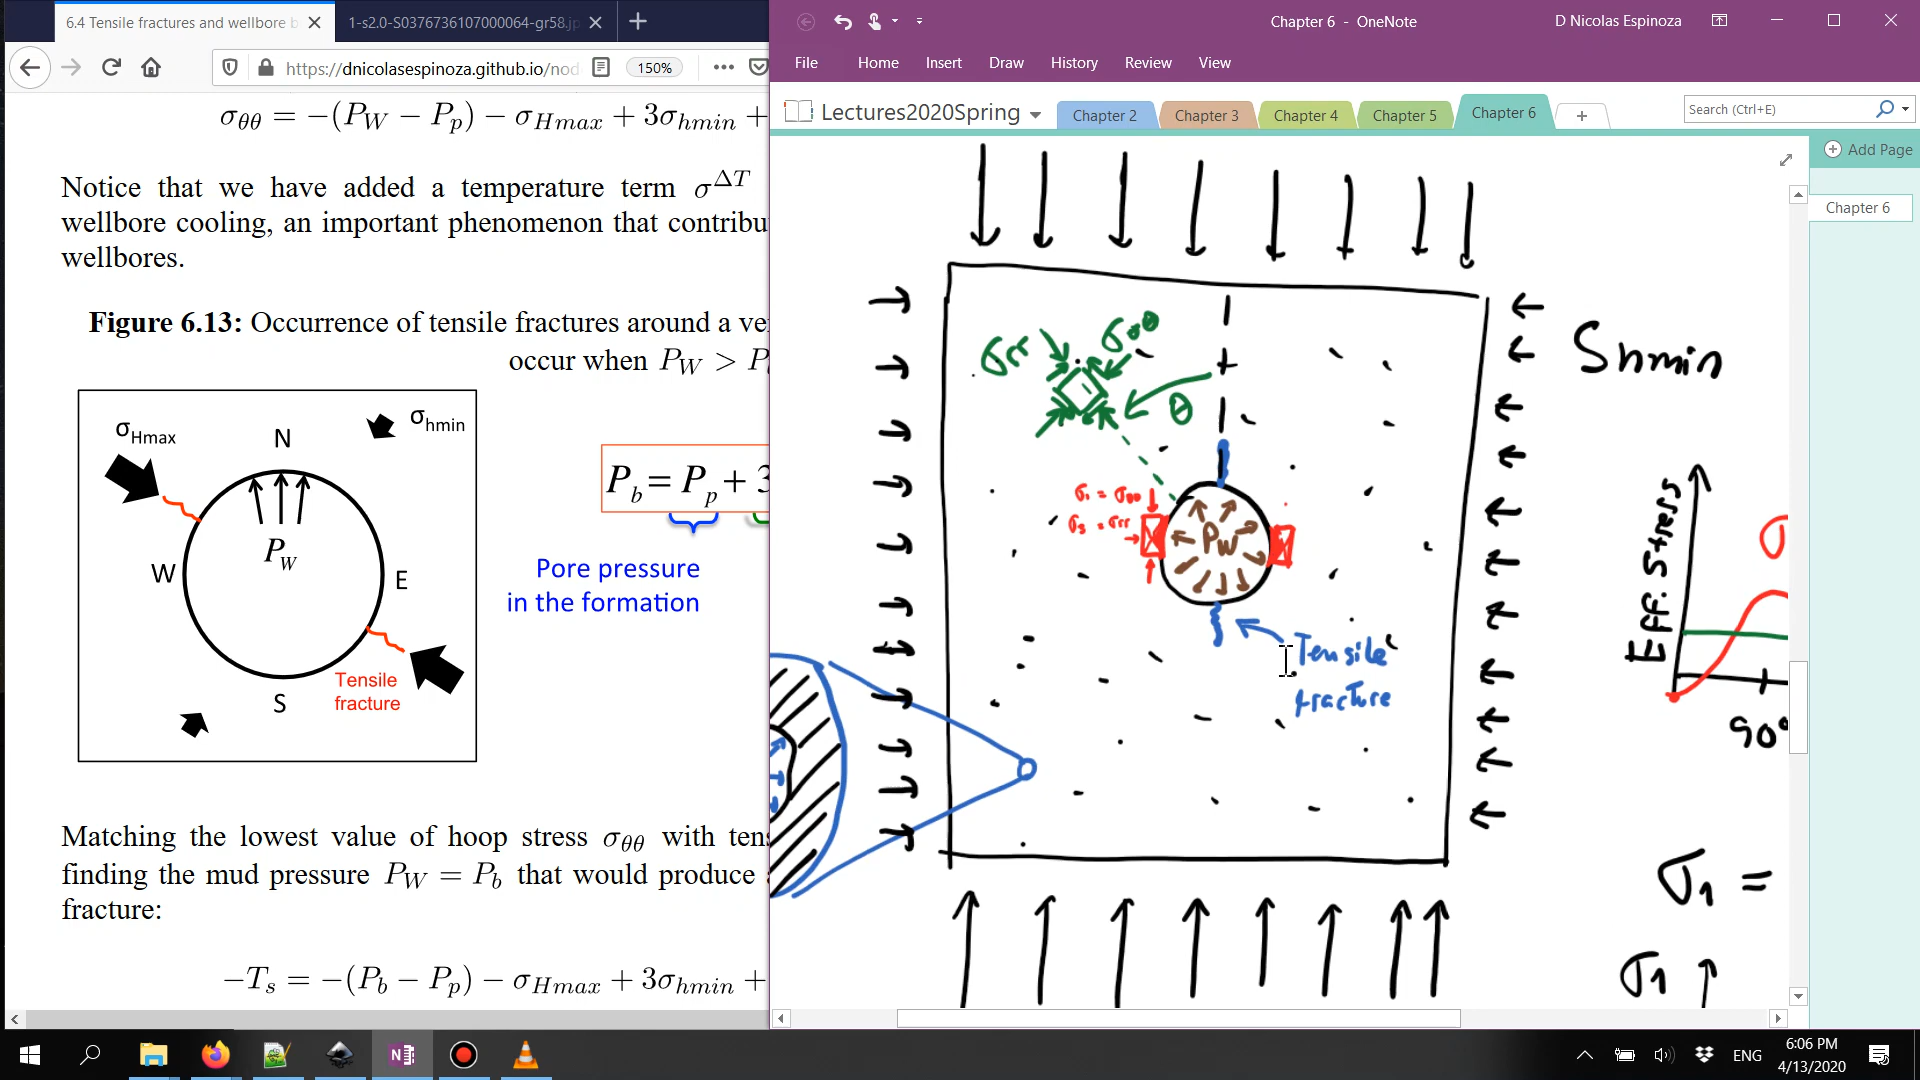 6.4 Tensile fractures and wellbore b
1-s2.0-S0376736107000064-gr58.jp
https://dnicolasespinoza.github.io/nod
150%
σθθ = −(PW − Pp) − σHmax + 3σhmin +
Notice that we have added a temperature term σ^ΔT
wellbore cooling, an important phenomenon that contribu
wellbores.
Figure 6.13: Occurrence of tensile fractures around a ve
occur when PW > P
σHmax
N
σhmin
PW
W
E
S
Tensile
fracture
Pb = Pp + 3
Pore pressure
in the formation
Matching the lowest value of hoop stress σθθ with tens
finding the mud pressure PW = Pb that would produce
fracture:
−Ts = −(Pb − Pp) − σHmax + 3σhmin +
Chapter 6 - OneNote
D Nicolas Espinoza
File
Home
Insert
Draw
History
Review
View
Lectures2020Spring
Chapter 2
Chapter 3
Chapter 4
Chapter 5
Chapter 6
Search (Ctrl+E)
Add Page
Chapter 6
σrr
σθθ
θ
Shmin
σ1 = σθθ
σ3 = σrr
PW
Tensile
fracture
Eff. Stress
σ
90°
σ1 =
σ1 ↑
ENG
6:06 PM
4/13/2020